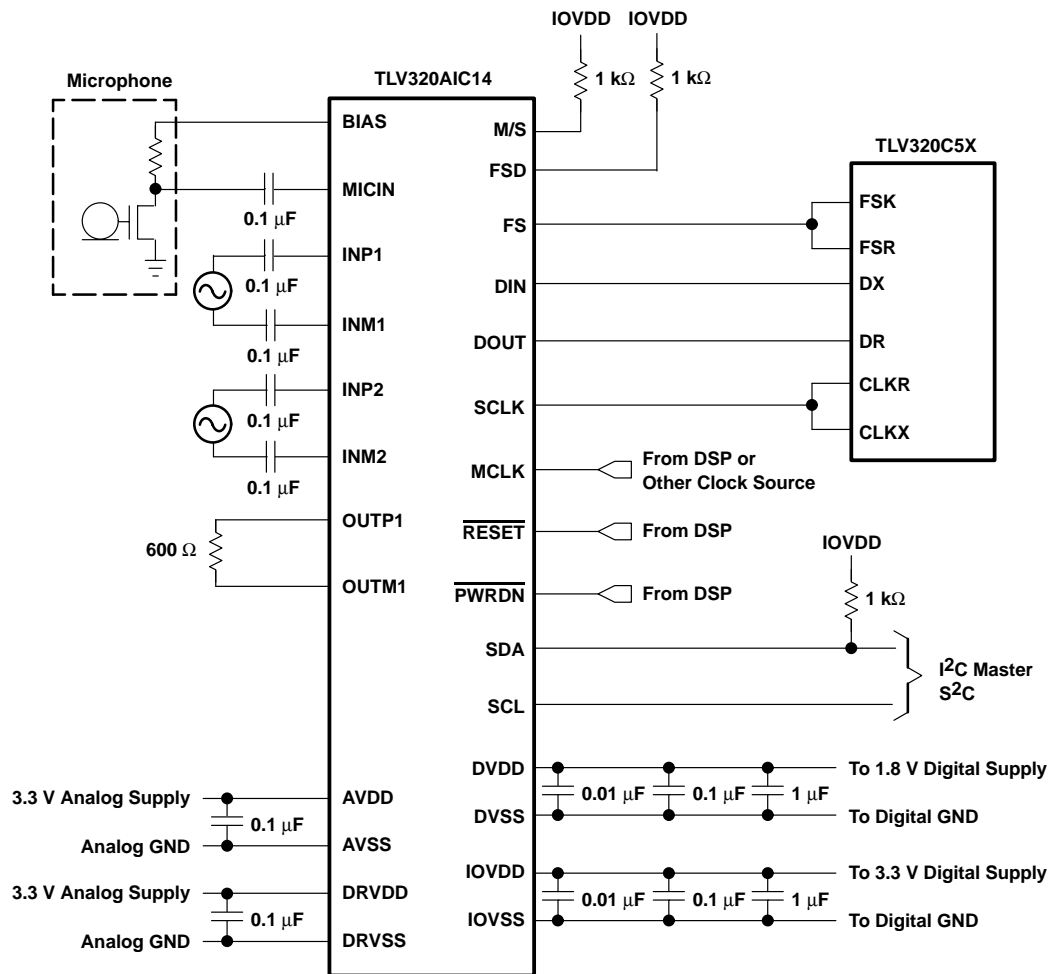 IOVDD IOVDD
1 kΩ 1 kΩ
Microphone
TLV320AIC14
TLV320C5X
BIAS
MICIN
INP1
INM1
INP2
INM2
OUTP1
OUTM1
AVDD
AVSS
DRVDD
DRVSS
M/S
FSD
FS
DIN
DOUT
SCLK
MCLK
RESET
PWRDN
SDA
SCL
DVDD
DVSS
IOVDD
IOVSS
0.1 μF
0.1 μF
0.1 μF
0.1 μF
0.1 μF
600 Ω
3.3 V Analog Supply
0.1 μF
Analog GND
3.3 V Analog Supply
0.1 μF
Analog GND
FSK
FSR
DX
DR
CLKR
CLKX
From DSP or
Other Clock Source
From DSP
From DSP
IOVDD
1 kΩ
I2C Master
S2C
To 1.8 V Digital Supply
0.01 μF 0.1 μF 1 μF
To Digital GND
To 3.3 V Digital Supply
0.01 μF 0.1 μF 1 μF
To Digital GND